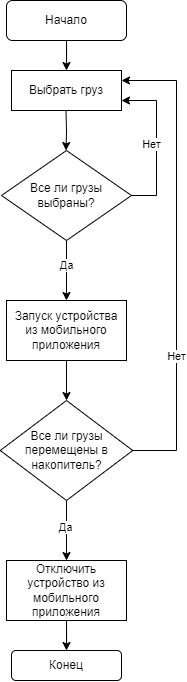 Начало
Выбрать груз
Нет
Все ли грузы
выбраны?
Да
Запуск устройства
из мобильного
приложения
Нет
Все ли грузы
перемещены в
накопитель?
Да
Отключить
устройство из
мобильного
приложения
Конец